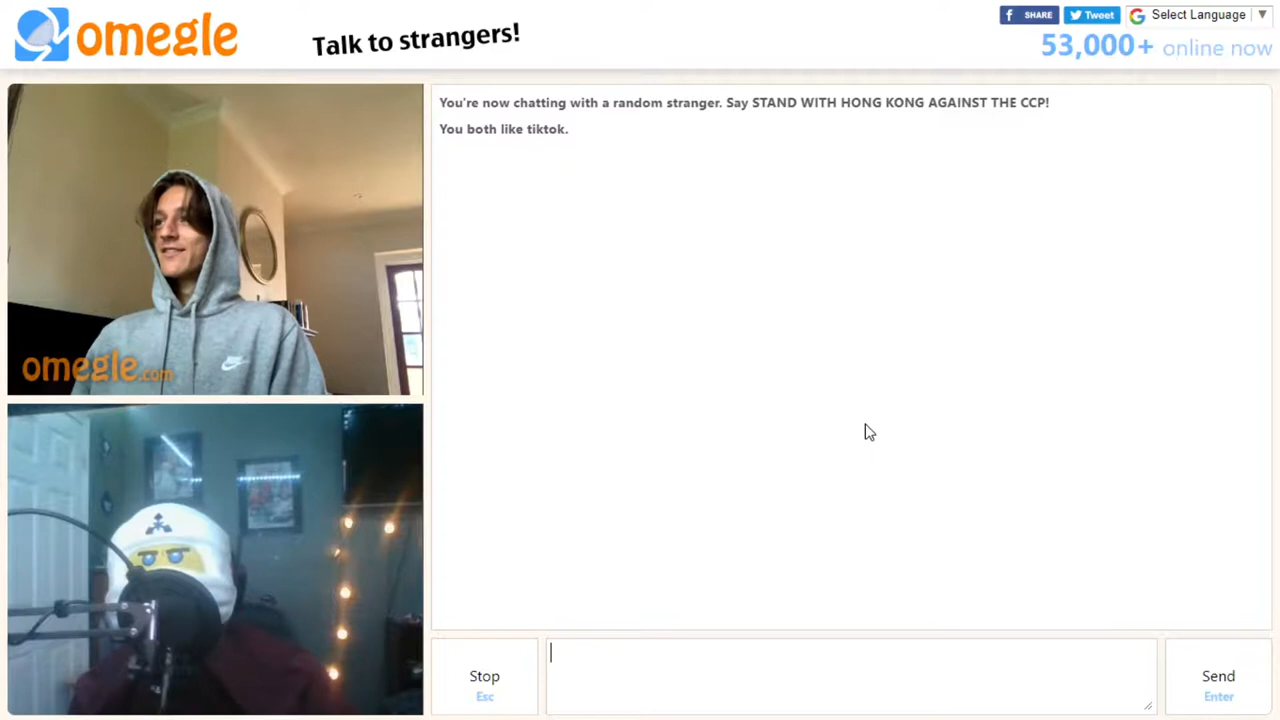 omegle
Talk to strangers!
SHARE
Tweet
Select Language ▼
53,000+ online now
You're now chatting with a random stranger. Say STAND WITH HONG KONG AGAINST THE CCP!
You both like tiktok.
omegle.com
Stop
Esc
Send
Enter